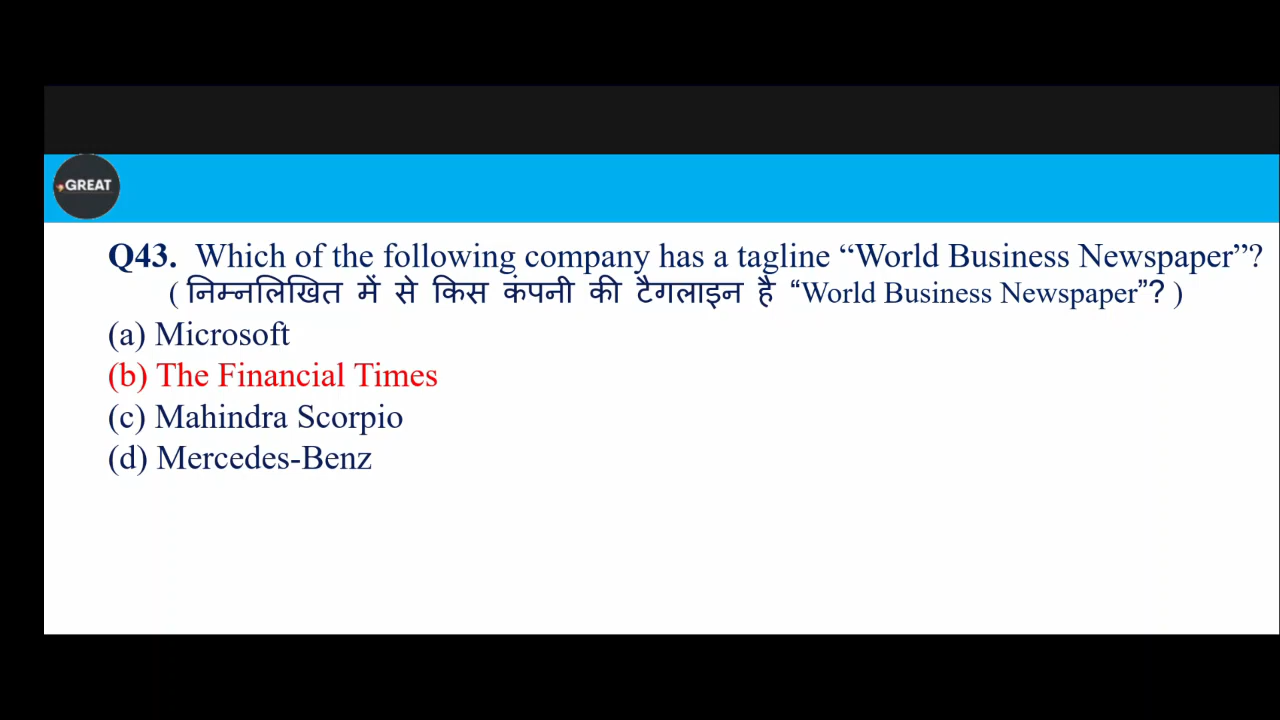 GREAT
Q43. Which of the following company has a tagline “World Business Newspaper”?
( निम्नलिखित में से किस कंपनी की टैगलाइन है “World Business Newspaper”? )
(a) Microsoft
(b) The Financial Times
(c) Mahindra Scorpio
(d) Mercedes-Benz